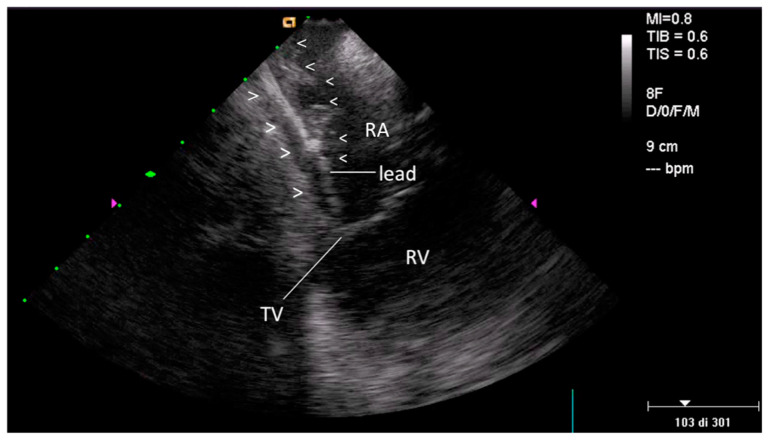 MI=0.8
TIB = 0.6
TIS = 0.6
8F
D/0/F/M
9 cm
--- bpm
RA
lead
RV
TV
103 di 301